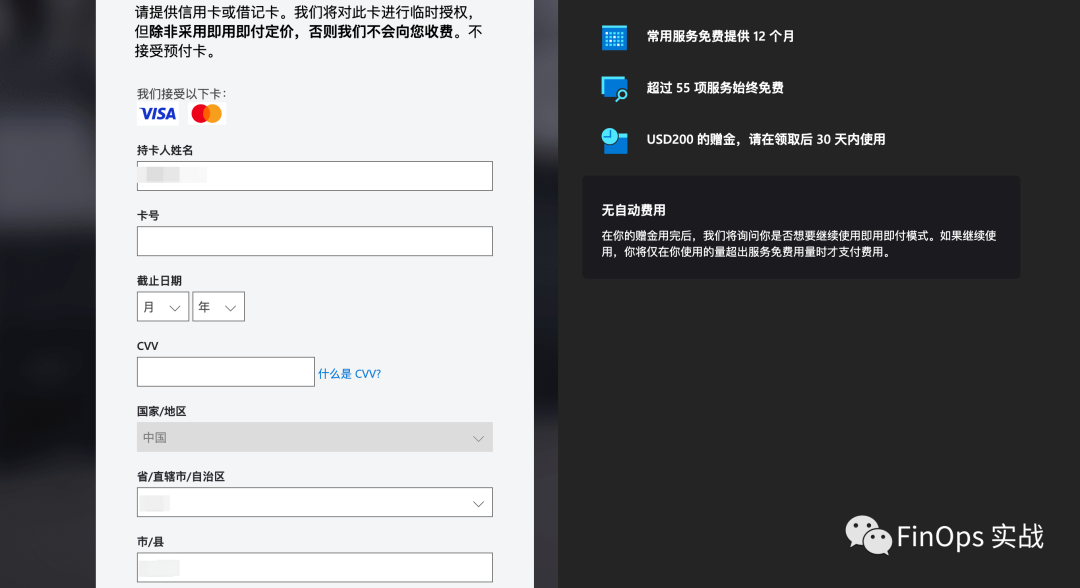 请提供信用卡或借记卡。我们将对此卡进行临时授权，
但除非采用即用即付定价，否则我们不会向您收费。不
接受预付卡。
我们接受以下卡：
VISA
持卡人姓名
卡号
截止日期
月
年
CVV
什么是 CVV?
国家/地区
中国
省/直辖市/自治区
市/县
常用服务免费提供 12 个月
超过 55 项服务始终免费
USD200 的赠金，请在领取后 30 天内使用
无自动费用
在你的赠金用完后，我们将询问你是否想要继续使用即用即付模式。如果继续使
用，你将仅在你使用的量超出服务免费用量时才支付费用。
FinOps 实战